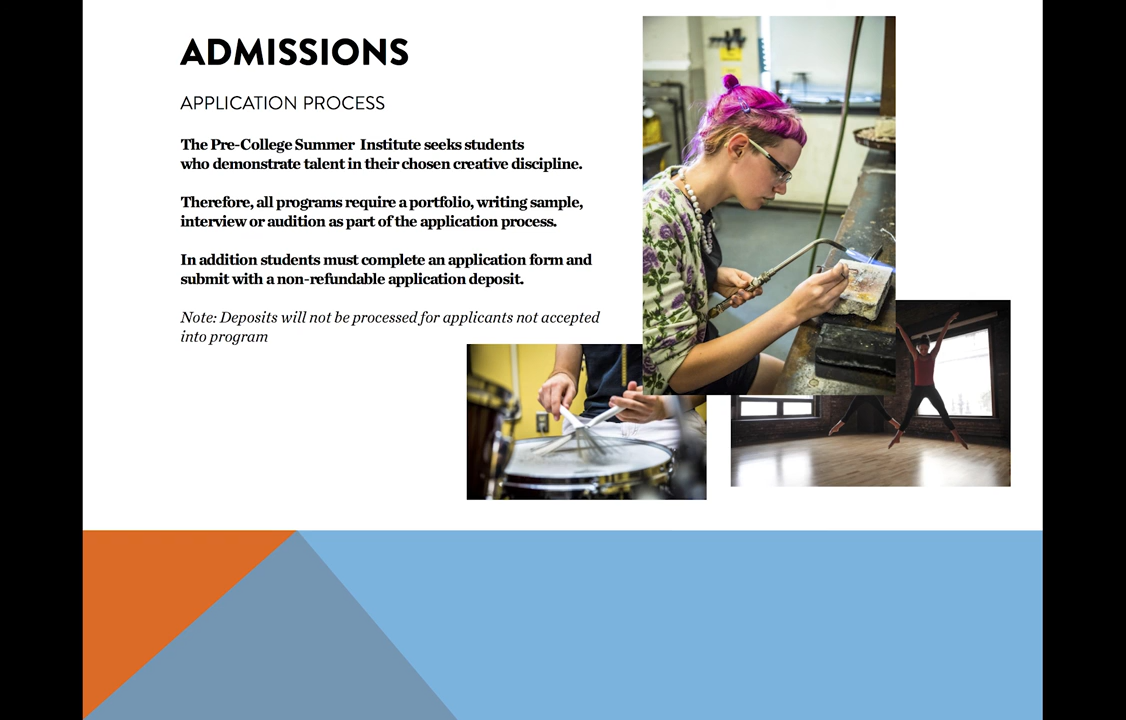 ADMISSIONS
APPLICATION PROCESS
The Pre-College Summer  Institute seeks students
who demonstrate talent in their chosen creative discipline.
Therefore, all programs require a portfolio, writing sample,
interview or audition as part of the application process.
In addition students must complete an application form and
submit with a non-refundable application deposit.
Note: Deposits will not be processed for applicants not accepted
into program